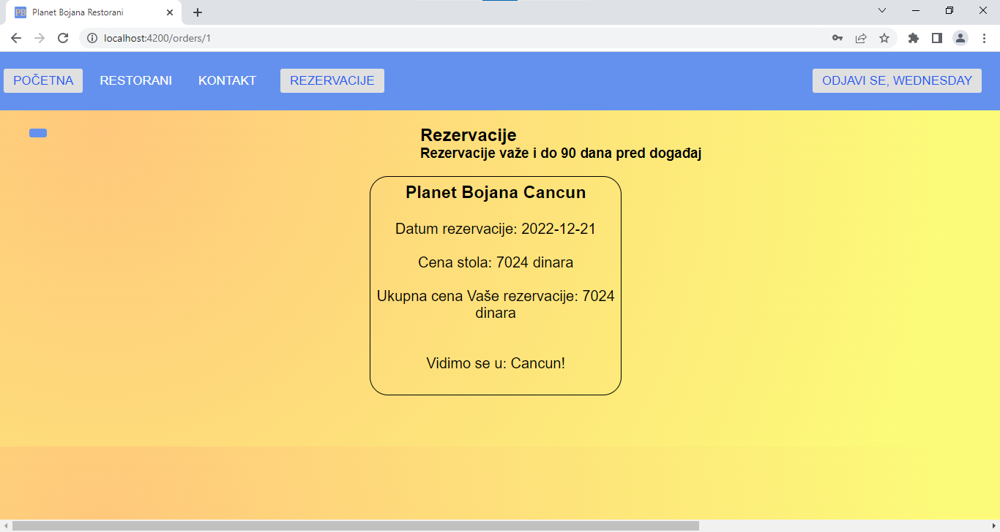 PB Planet Bojana Restorani
localhost:4200/orders/1
POČETNA RESTORANI KONTAKT REZERVACIJE ODJAVI SE, WEDNESDAY
Rezervacije
Rezervacije važe i do 90 dana pred događaj
Planet Bojana Cancun
Datum rezervacije: 2022-12-21
Cena stola: 7024 dinara
Ukupna cena Vaše rezervacije: 7024
dinara
Vidimo se u: Cancun!